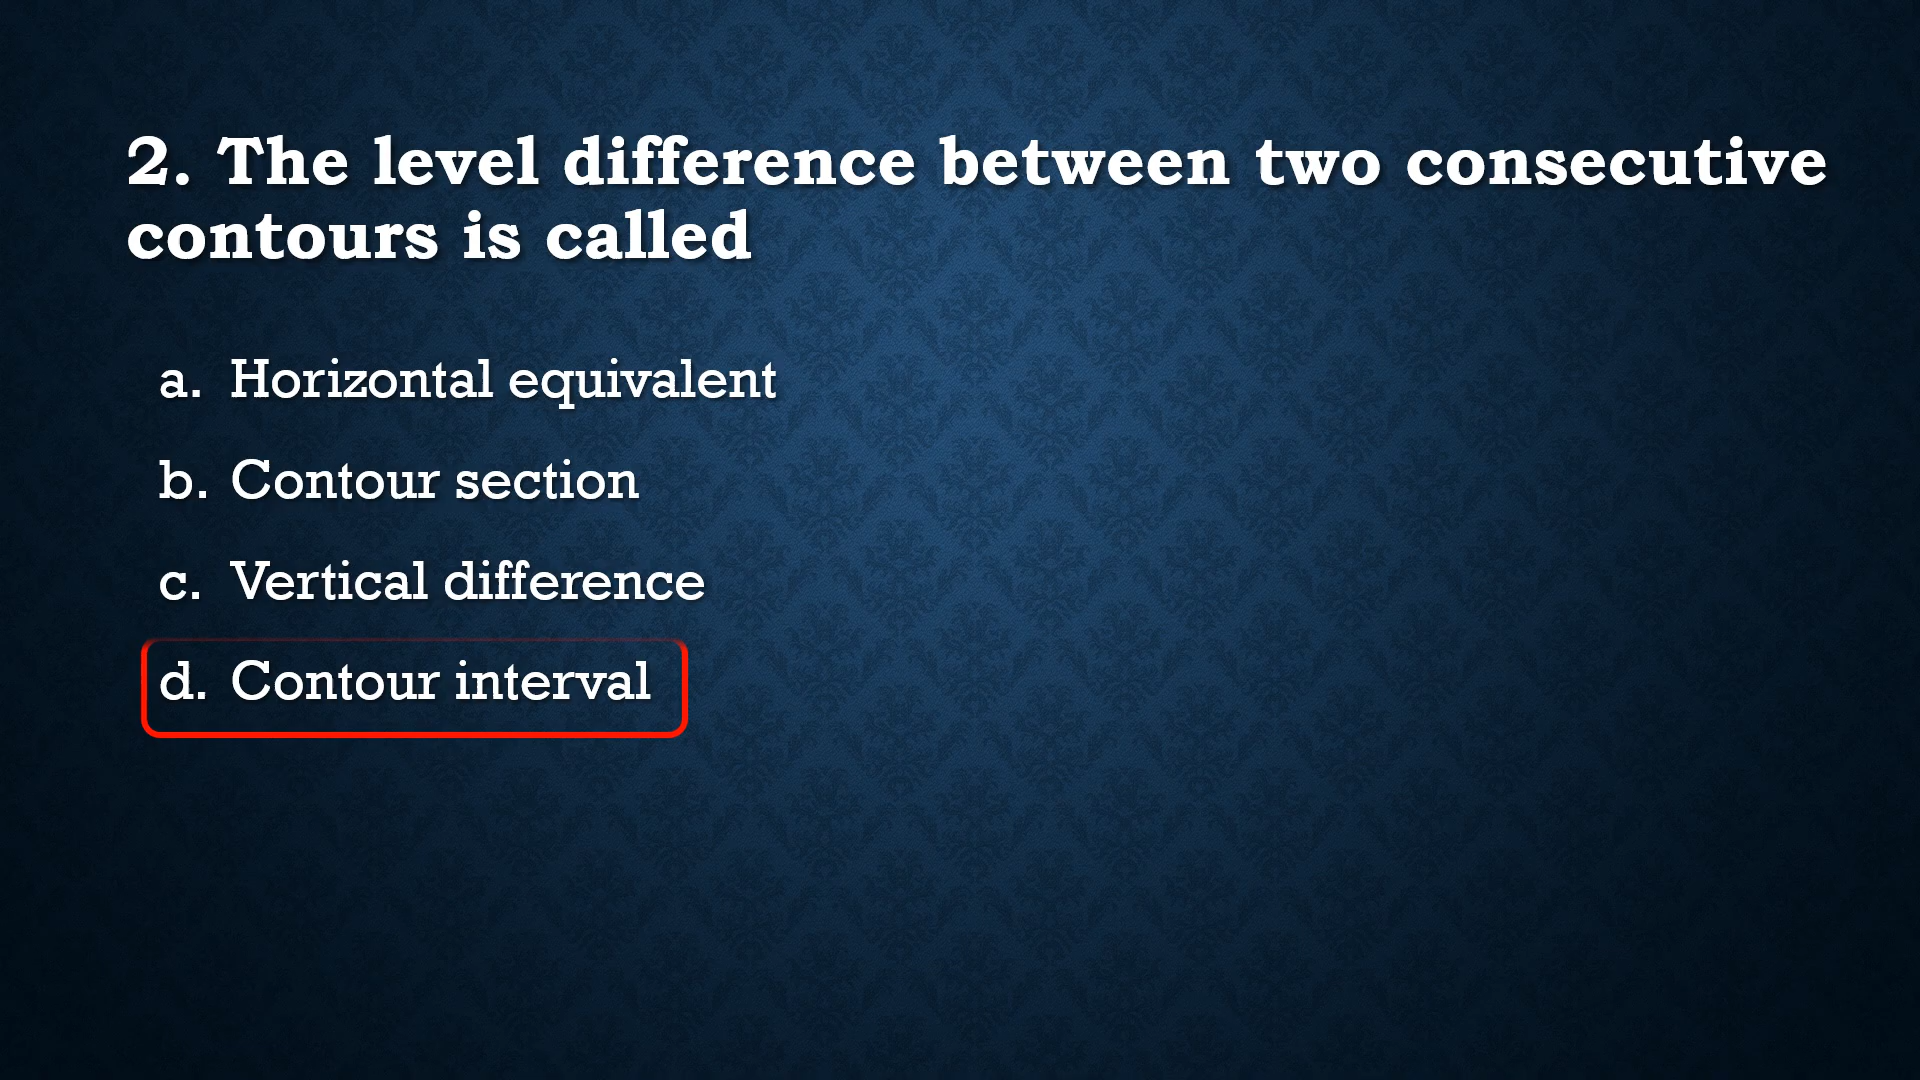 2. The level difference between two consecutive
contours is called
a. Horizontal equivalent
b. Contour section
c. Vertical difference
d. Contour interval